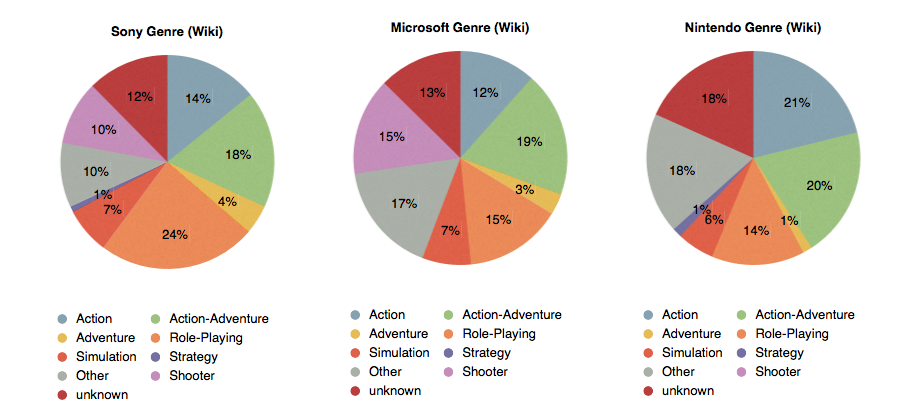 Sony Genre (Wiki)
14%
18%
4%
24%
7%
1%
10%
10%
12%
Action
Action-Adventure
Adventure
Role-Playing
Simulation
Strategy
Other
Shooter
unknown
Microsoft Genre (Wiki)
12%
19%
3%
15%
7%
17%
15%
13%
Action
Action-Adventure
Adventure
Role-Playing
Simulation
Strategy
Other
Shooter
unknown
Nintendo Genre (Wiki)
21%
20%
1%
14%
6%
1%
18%
18%
Action
Action-Adventure
Adventure
Role-Playing
Simulation
Strategy
Other
Shooter
unknown